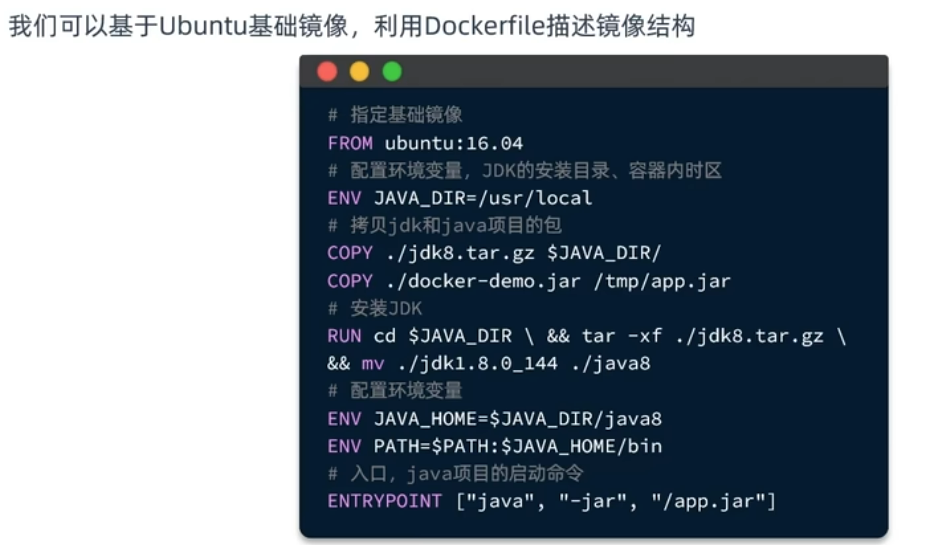 我们可以基于Ubuntu基础镜像，利用Dockerfile描述镜像结构
# 指定基础镜像
FROM ubuntu:16.04
# 配置环境变量，JDK的安装目录、容器内时区
ENV JAVA_DIR=/usr/local
# 拷贝jdk和java项目的包
COPY ./jdk8.tar.gz $JAVA_DIR/
COPY ./docker-demo.jar /tmp/app.jar
# 安装JDK
RUN cd $JAVA_DIR \ && tar -xf ./jdk8.tar.gz \
&& mv ./jdk1.8.0_144 ./java8
# 配置环境变量
ENV JAVA_HOME=$JAVA_DIR/java8
ENV PATH=$PATH:$JAVA_HOME/bin
# 入口，java项目的启动命令
ENTRYPOINT ["java", "-jar", "/app.jar"]